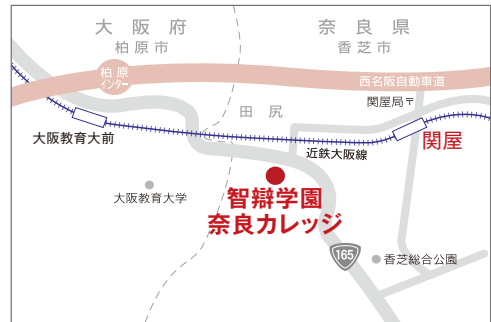 大阪府
柏原市
奈良県
香芝市
柏原
インター
西名阪自動車道
関屋局〒
田尻
大阪教育大前
近鉄大阪線
関屋
大阪教育大学
智辯学園
奈良カレッジ
165
香芝総合公園